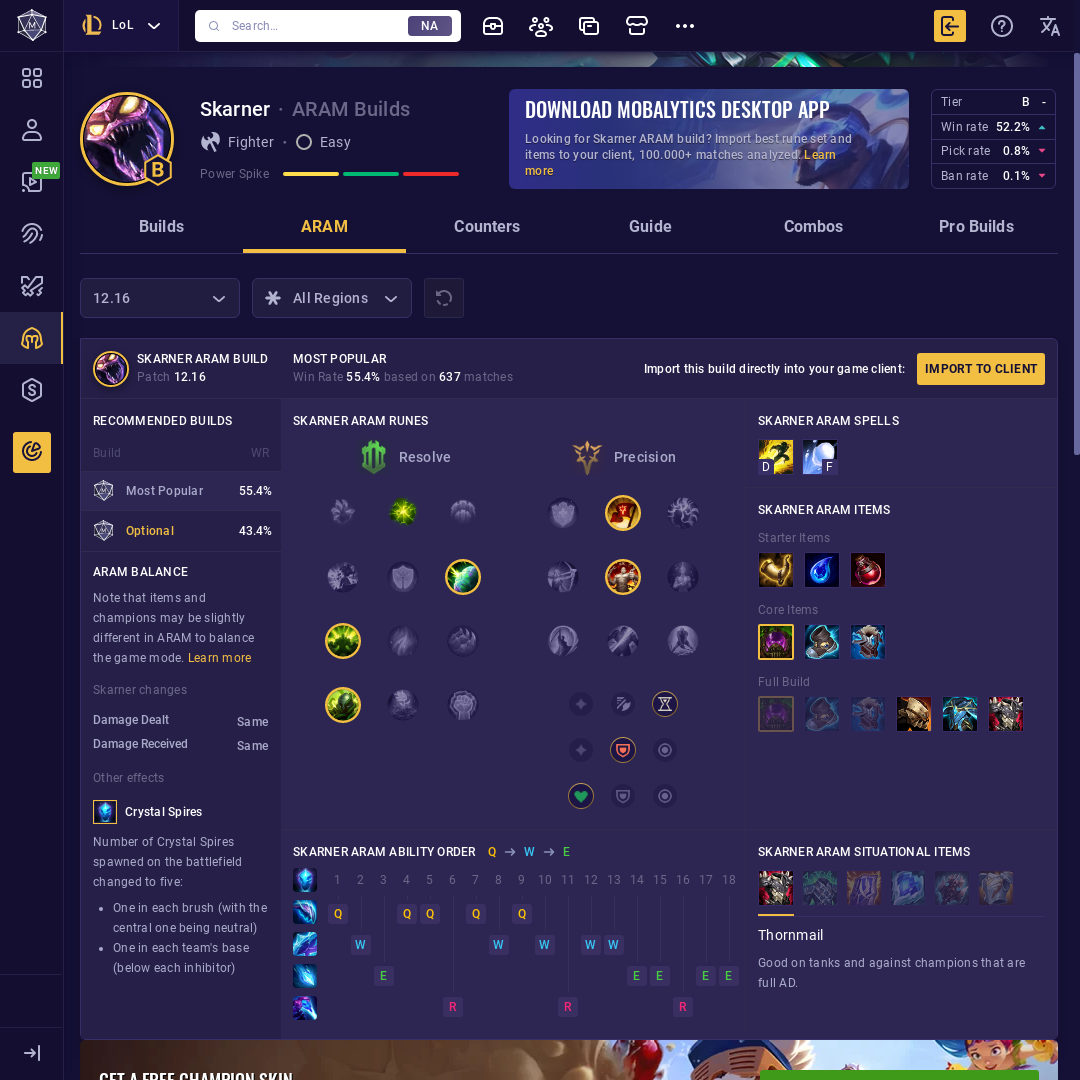 LoL
Search...
NA
NEW
Skarner · ARAM Builds
Fighter · Easy
Power Spike
B
DOWNLOAD MOBALYTICS DESKTOP APP
Looking for Skarner ARAM build? Import best rune set and
items to your client, 100.000+ matches analyzed. Learn
more
Tier B -
Win rate 52.2%
Pick rate 0.8%
Ban rate 0.1%
Builds ARAM Counters Guide Combos Pro Builds
12.16
All Regions
SKARNER ARAM BUILD
Patch 12.16
MOST POPULAR
Win Rate 55.4% based on 637 matches
Import this build directly into your game client:
IMPORT TO CLIENT
RECOMMENDED BUILDS
Build WR
Most Popular 55.4%
Optional 43.4%
ARAM BALANCE
Note that items and
champions may be slightly
different in ARAM to balance
the game mode. Learn more
Skarner changes
Damage Dealt Same
Damage Received Same
Other effects
Crystal Spires
Number of Crystal Spires
spawned on the battlefield
changed to five:
• One in each brush (with the
central one being neutral)
• One in each team's base
(below each inhibitor)
SKARNER ARAM RUNES
Resolve
Precision
SKARNER ARAM SPELLS
D F
SKARNER ARAM ITEMS
Starter Items
Core Items
Full Build
SKARNER ARAM ABILITY ORDER Q → W → E
1 2 3 4 5 6 7 8 9 10 11 12 13 14 15 16 17 18
Q Q Q Q Q
W W W W W
E E E E E
R R R
SKARNER ARAM SITUATIONAL ITEMS
Thornmail
Good on tanks and against champions that are
full AD.
GET A FREE CHAMPION SKIN